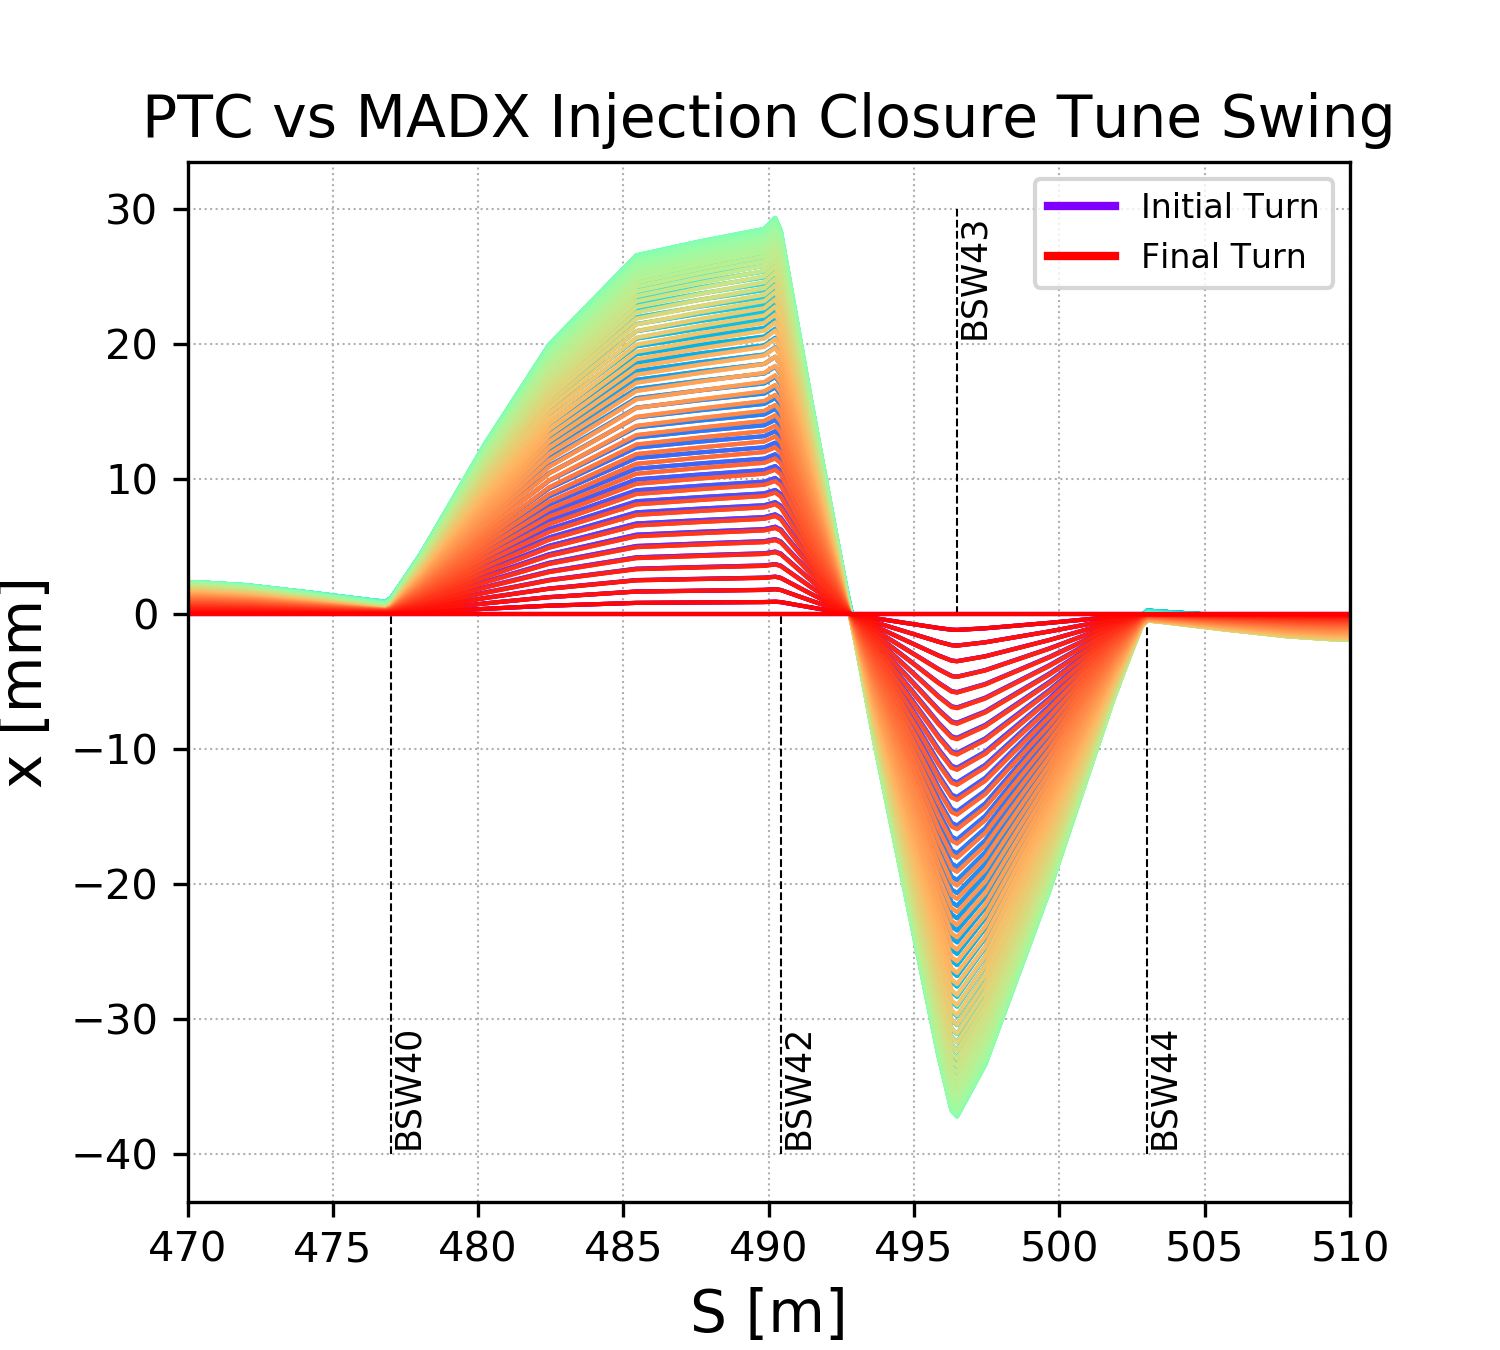 PTC vs MADX Injection Closure Tune Swing
Initial Turn
Final Turn
30
20
10
0
−10
−20
−30
−40
x [mm]
BSW40
BSW42
BSW43
BSW44
470 475 480 485 490 495 500 505 510
S [m]